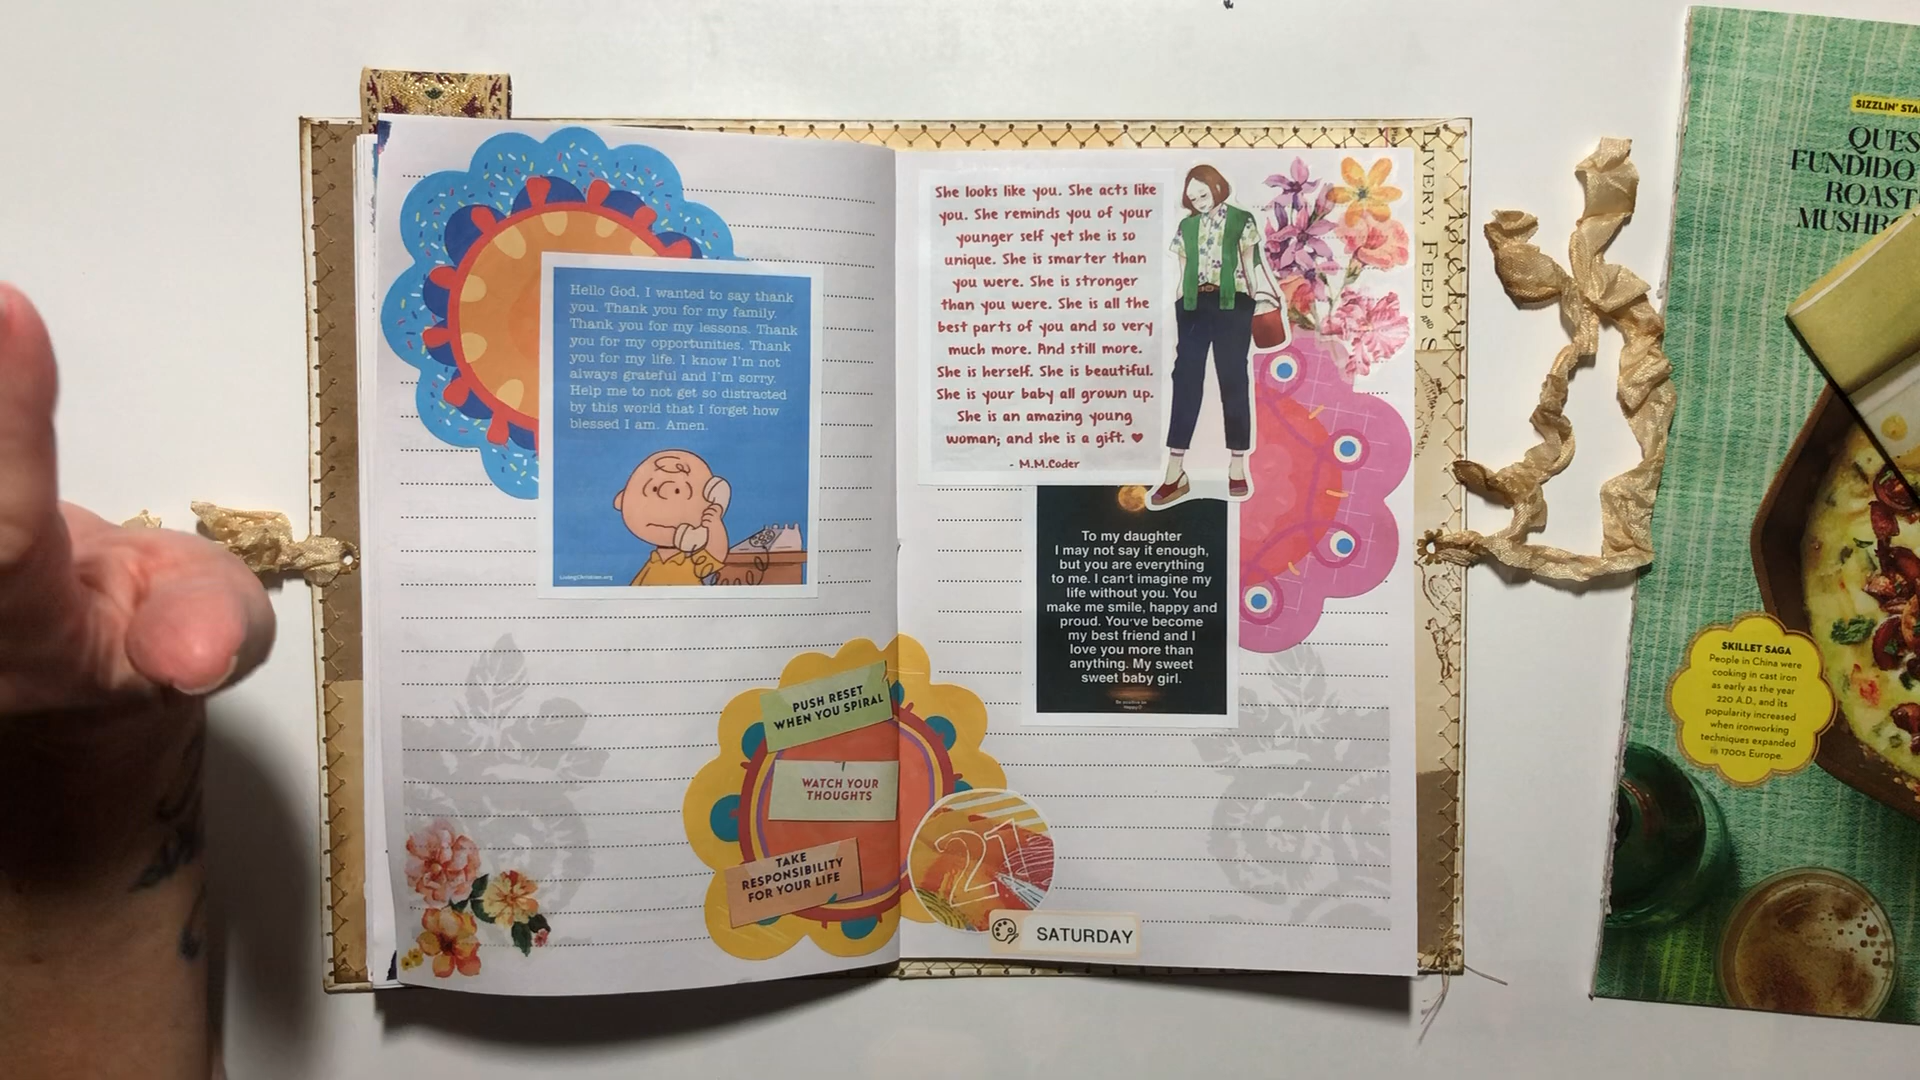 Hello God, I wanted to say thank
you. Thank you for my family.
Thank you for my lessons. Thank
you for my opportunities. Thank
you for my life. I know I'm not
always grateful and I'm sorry.
Help me to not get so distracted
by this world that I forget how
blessed I am. Amen.
LivingChristian.org
PUSH RESET
WHEN YOU SPIRAL
WATCH YOUR
THOUGHTS
TAKE
RESPONSIBILITY
FOR YOUR LIFE
She looks like you. She acts like
you. She reminds you of your
younger self yet she is so
unique. She is smarter than
you were. She is stronger
than you were. She is all the
best parts of you and so very
much more. And still more.
She is herself. She is beautiful.
She is your baby all grown up.
She is an amazing young
woman; and she is a gift. ♥
- M.M.Coder
To my daughter
I may not say it enough,
but you are everything
to me. I can't imagine my
life without you. You
make me smile, happy and
proud. You've become
my best friend and I
love you more than
anything. My sweet
sweet baby girl.
21
SATURDAY
LIVERY, FEED AND S
SIZZLIN' STA
QUES
FUNDIDO
ROAST
MUSHR
SKILLET SAGA
People in China were
cooking in cast iron
as early as the year
220 A.D., and its
popularity increased
when ironworking
techniques expanded
in 1700s Europe.